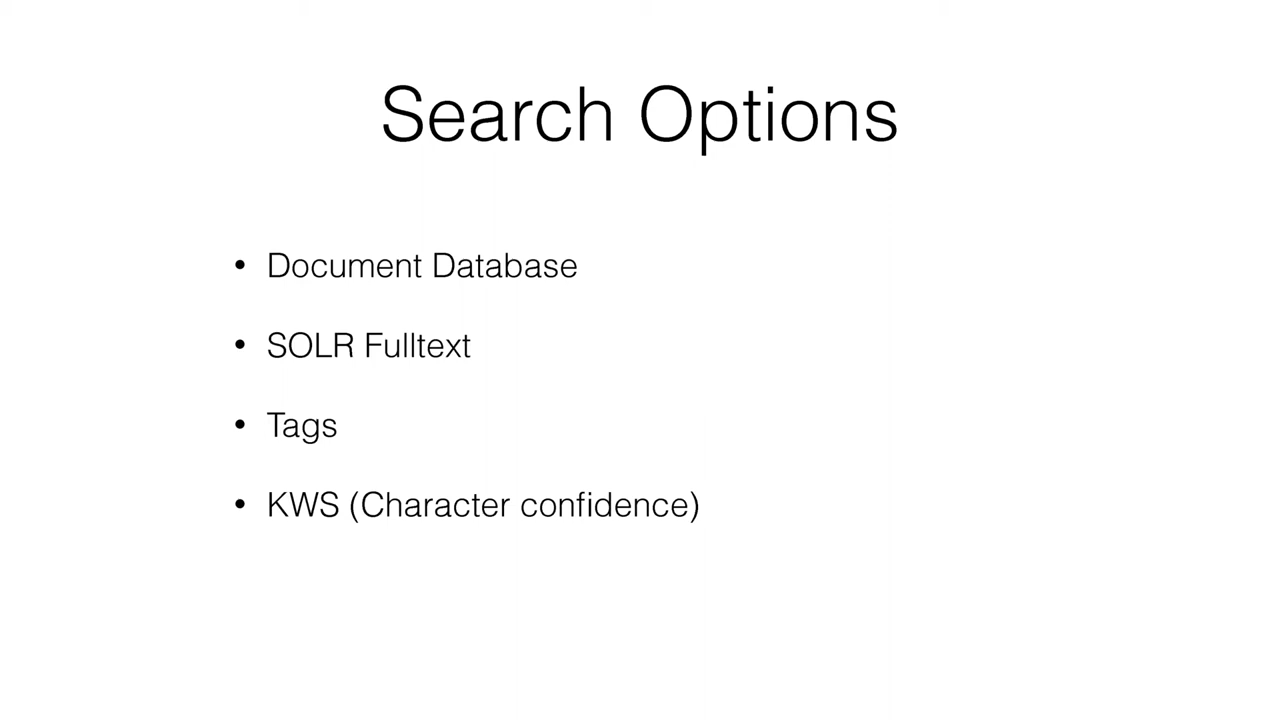 Search Options
• Document Database
• SOLR Fulltext
• Tags
• KWS (Character confidence)